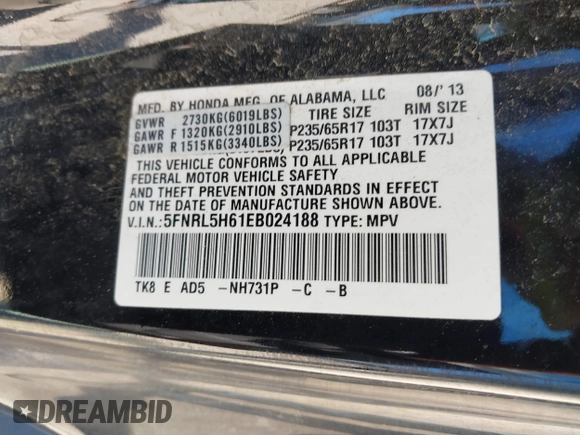 MFD. BY HONDA MFG. OF ALABAMA, LLC 08/'13
GVWR 2730KG(6019LBS) TIRE SIZE RIM SIZE
GAWR F 1320KG(2910LBS) P235/65R17 103T 17X7J
GAWR R 1515KG(3340LBS) P235/65R17 103T 17X7J
THIS VEHICLE CONFORMS TO ALL APPLICABLE
FEDERAL MOTOR VEHICLE SAFETY
AND THEFT PREVENTION STANDARDS IN EFFECT
ON THE DATE OF MANUFACTURE SHOWN ABOVE.
V.I.N.: 5FNRL5H61EB024188 TYPE: MPV
TK8 E AD5 -NH731P -C -B
DREAMBID